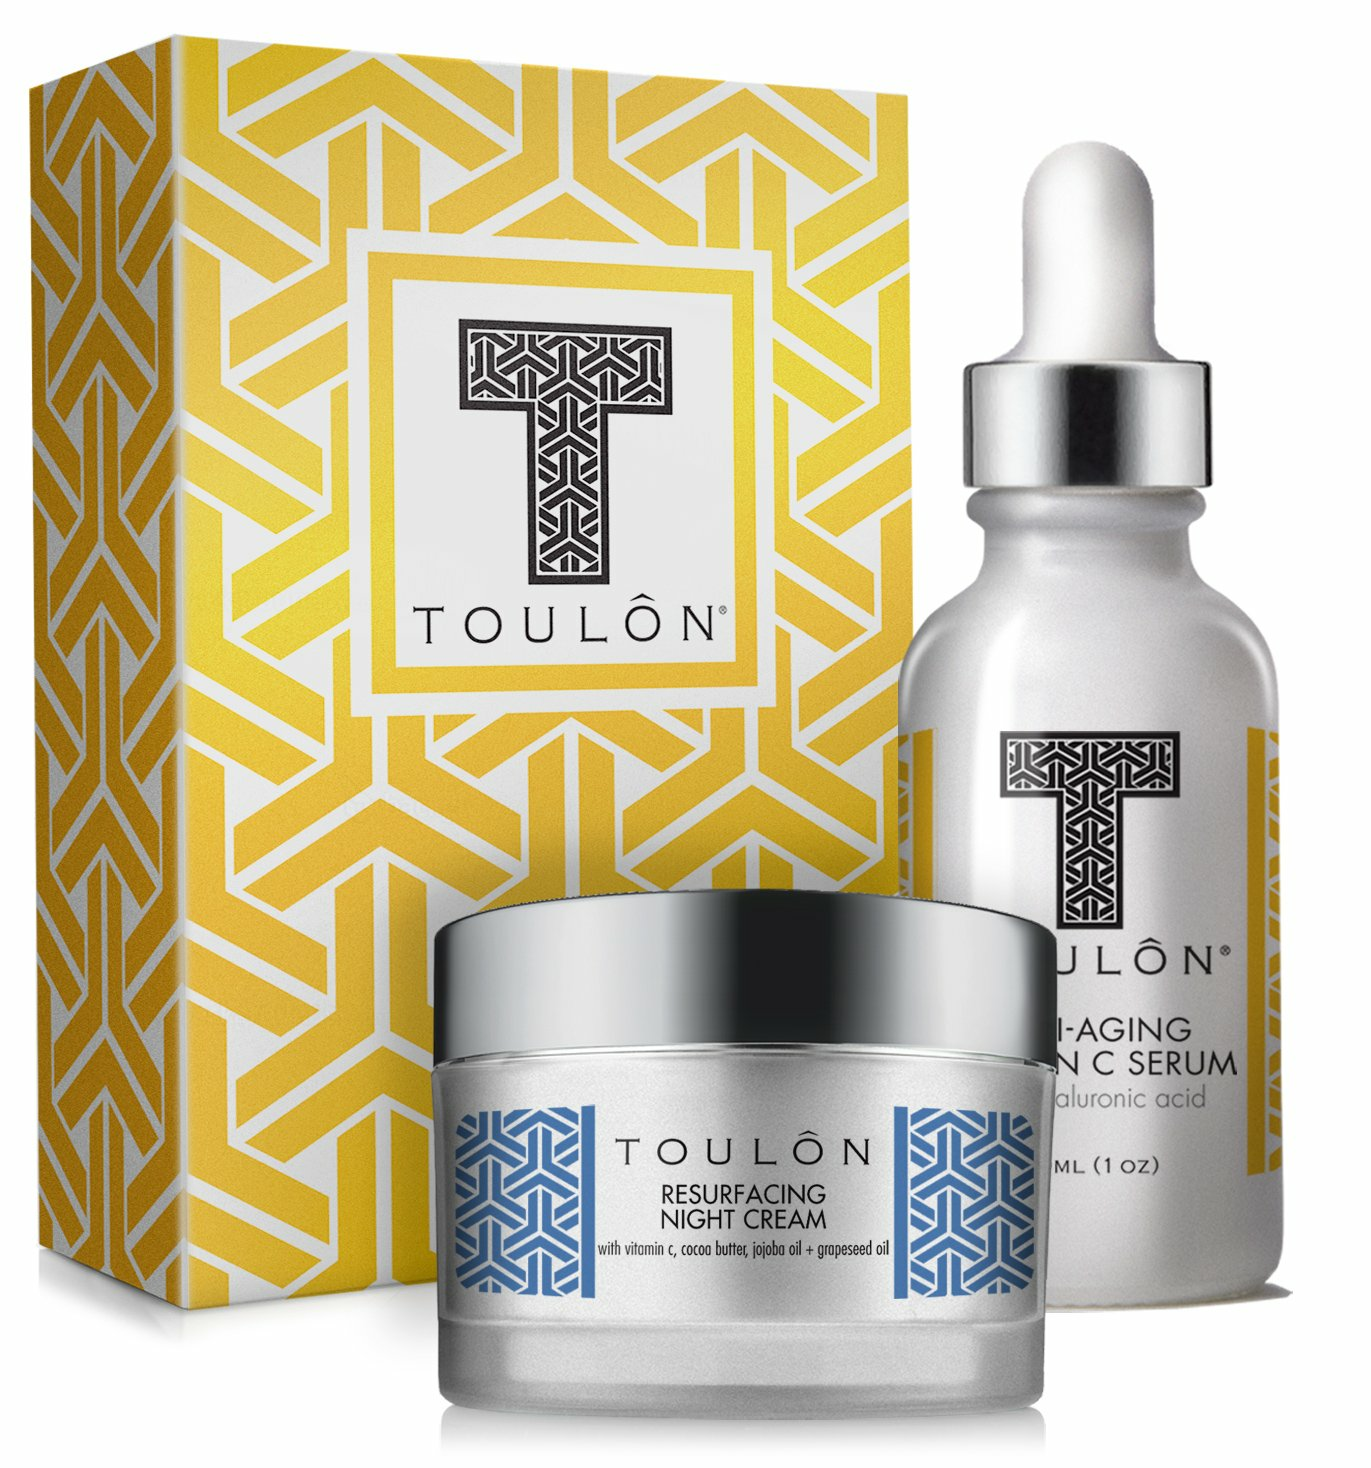 T
TOULÔN®
T
ULÔN®
I-AGING
N C SERUM
aluronic acid
ML (1 OZ)
TOULÔN
RESURFACING
NIGHT CREAM
with vitamin c, cocoa butter, jojoba oil + grapeseed oil